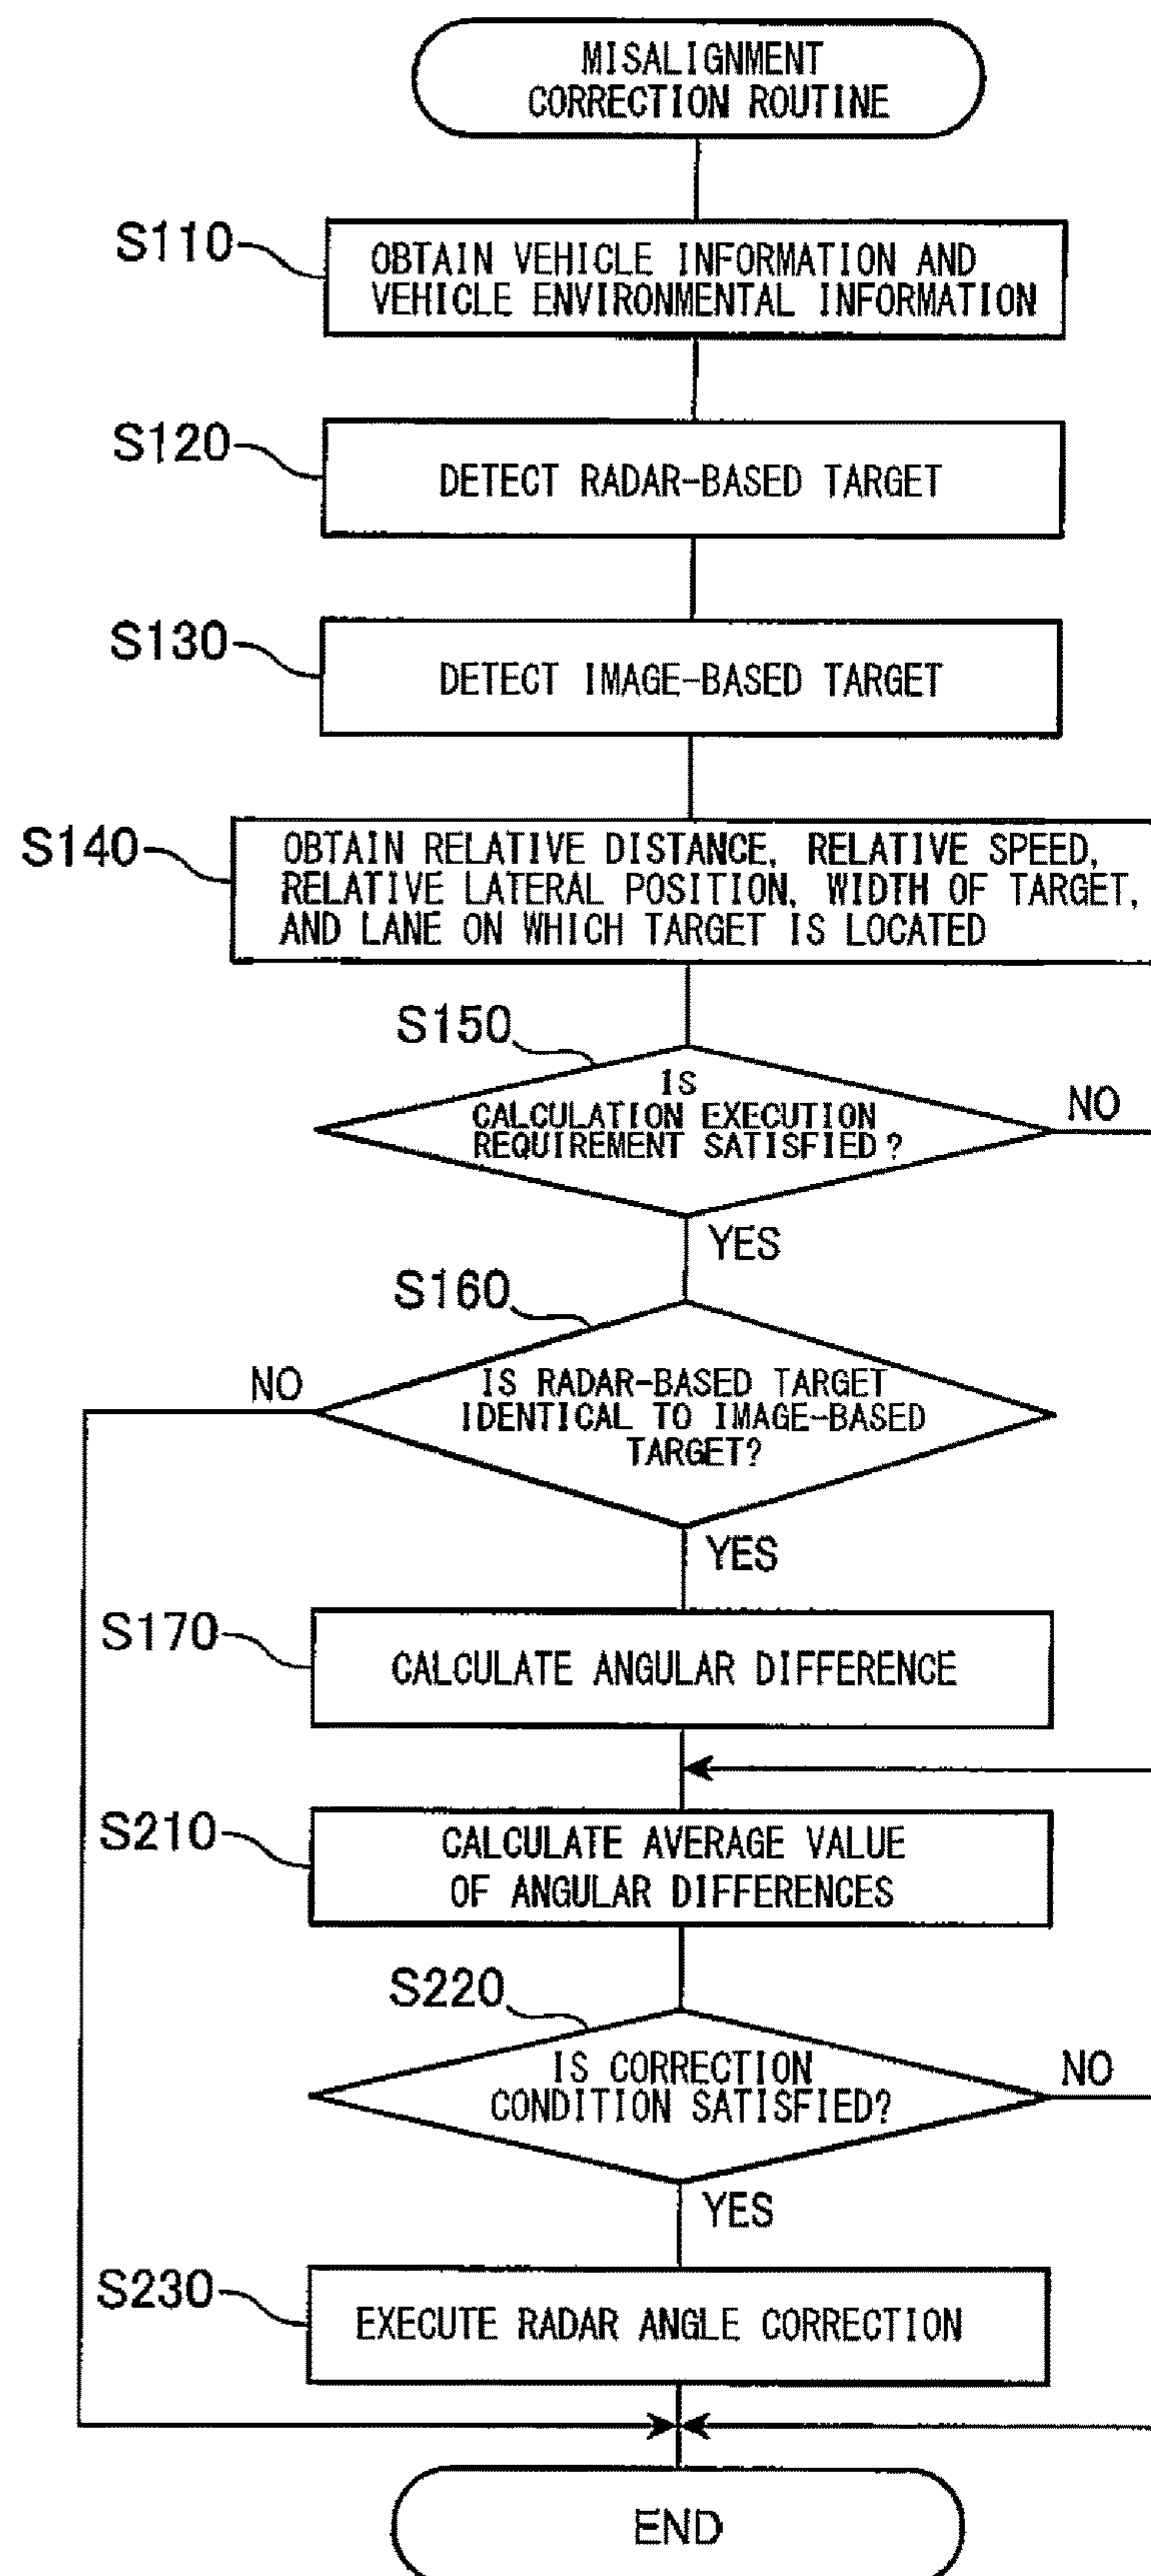 MISALIGNMENT
CORRECTION ROUTINE
S110
OBTAIN VEHICLE INFORMATION AND
VEHICLE ENVIRONMENTAL INFORMATION
S120
DETECT RADAR-BASED TARGET
S130
DETECT IMAGE-BASED TARGET
S140
OBTAIN RELATIVE DISTANCE, RELATIVE SPEED,
RELATIVE LATERAL POSITION, WIDTH OF TARGET,
AND LANE ON WHICH TARGET IS LOCATED
S150
IS
CALCULATION EXECUTION
REQUIREMENT SATISFIED?
NO
YES
S160
NO
IS RADAR-BASED TARGET
IDENTICAL TO IMAGE-BASED
TARGET?
YES
S170
CALCULATE ANGULAR DIFFERENCE
S210
CALCULATE AVERAGE VALUE
OF ANGULAR DIFFERENCES
S220
IS CORRECTION
CONDITION SATISFIED?
NO
YES
S230
EXECUTE RADAR ANGLE CORRECTION
END